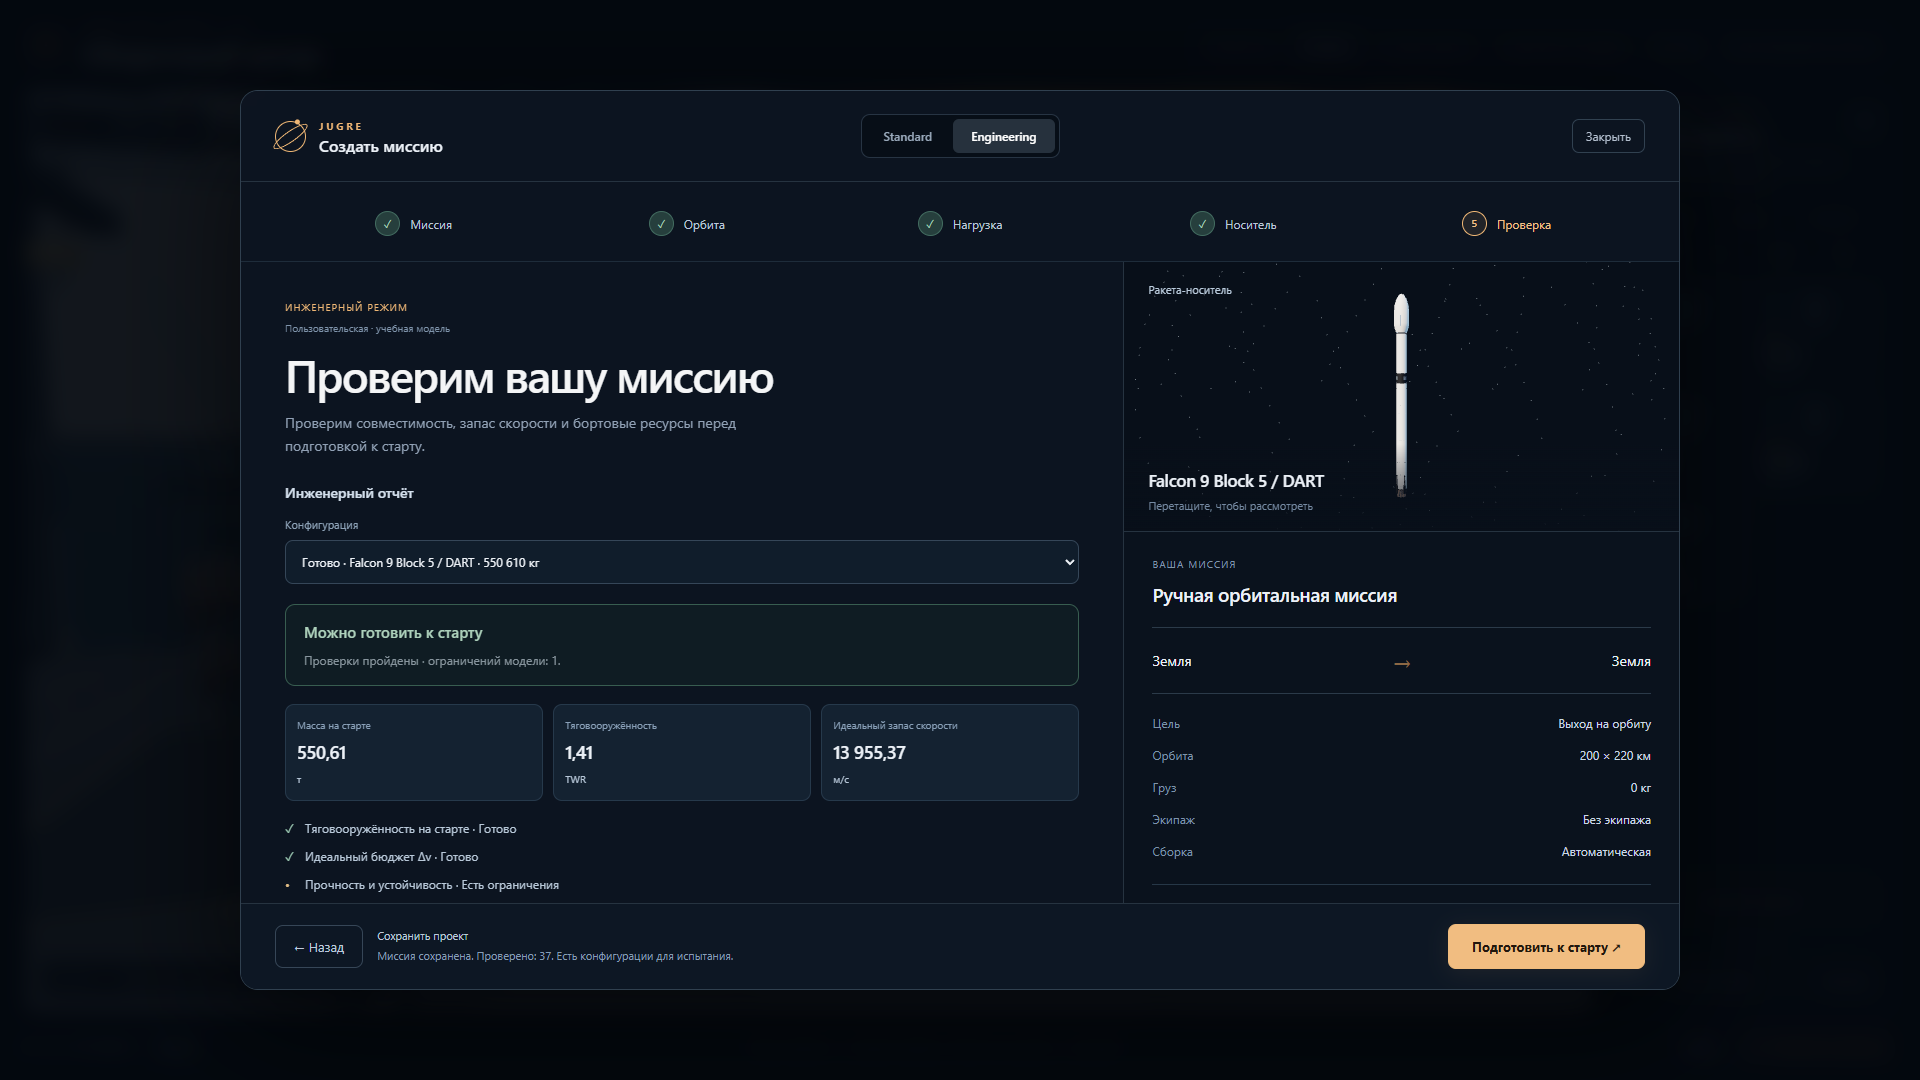 JUGRE
Создать миссию
Standard
Engineering
Закрыть
✓ Миссия
✓ Орбита
✓ Нагрузка
✓ Носитель
5 Проверка
ИНЖЕНЕРНЫЙ РЕЖИМ
Пользовательская · учебная модель
Проверим вашу миссию
Проверим совместимость, запас скорости и бортовые ресурсы перед
подготовкой к старту.
Инженерный отчёт
Конфигурация
Готово · Falcon 9 Block 5 / DART · 550 610 кг
Можно готовить к старту
Проверки пройдены · ограничений модели: 1.
Масса на старте
550,61
т
Тяговооружённость
1,41
TWR
Идеальный запас скорости
13 955,37
м/с
✓ Тяговооружённость на старте · Готово
✓ Идеальный бюджет Δv · Готово
• Прочность и устойчивость · Есть ограничения
Ракета-носитель
Falcon 9 Block 5 / DART
Перетащите, чтобы рассмотреть
ВАША МИССИЯ
Ручная орбитальная миссия
Земля → Земля
Цель Выход на орбиту
Орбита 200 × 220 км
Груз 0 кг
Экипаж Без экипажа
Сборка Автоматическая
← Назад
Сохранить проект
Миссия сохранена. Проверено: 37. Есть конфигурации для испытания.
Подготовить к старту ↗